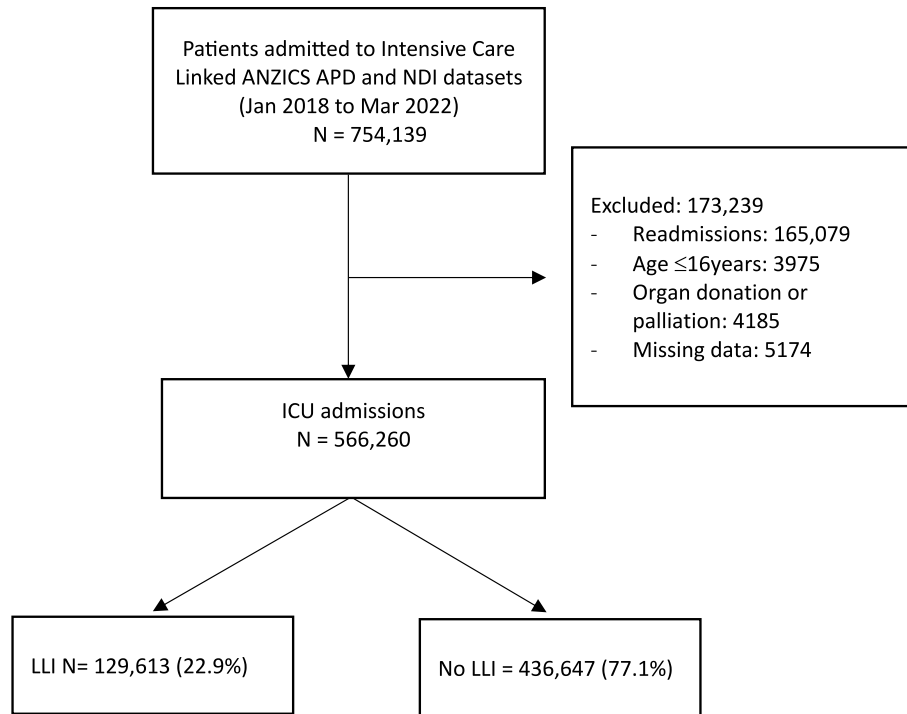 Patients admitted to Intensive Care
Linked ANZICS APD and NDI datasets
(Jan 2018 to Mar 2022)
N = 754,139
Excluded: 173,239
- Readmissions: 165,079
- Age ≤16years: 3975
- Organ donation or
palliation: 4185
- Missing data: 5174
ICU admissions
N = 566,260
LLI N= 129,613 (22.9%)
No LLI = 436,647 (77.1%)